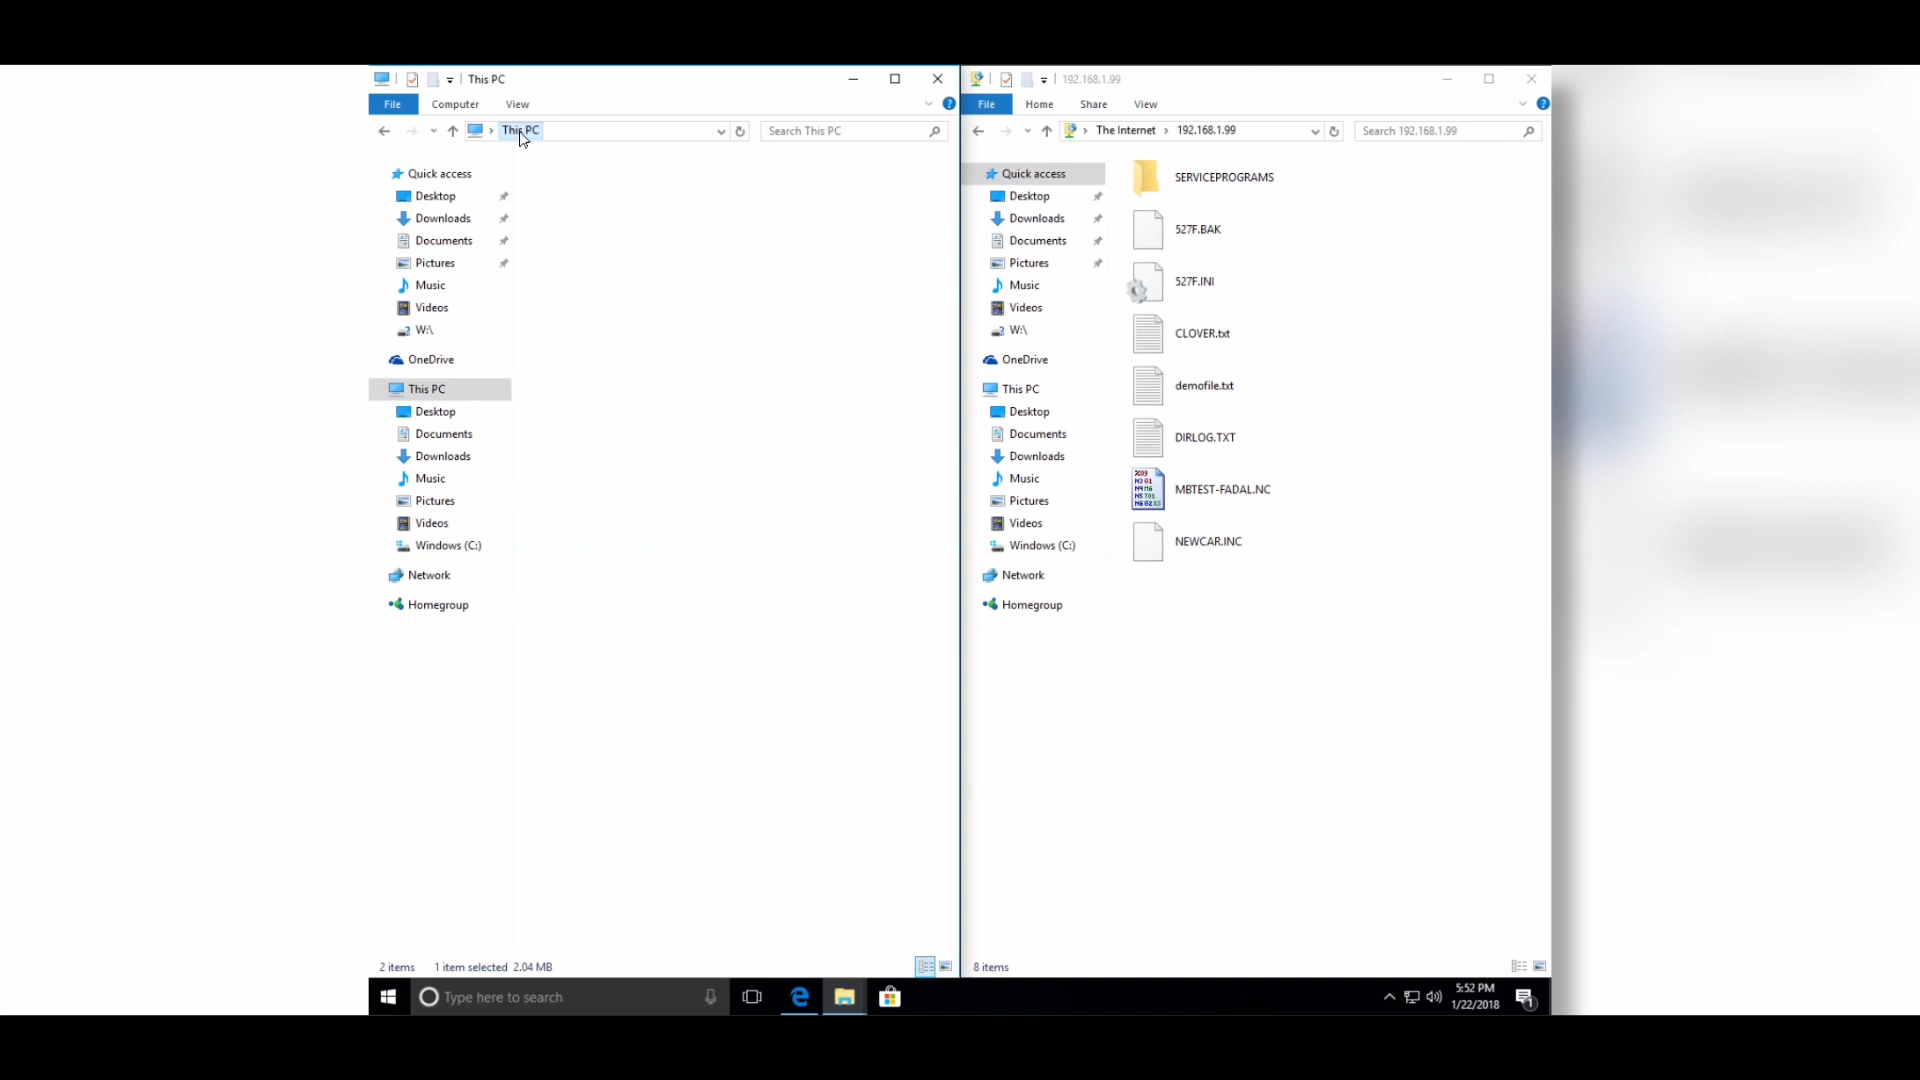 This PC
File Computer View
This PC
Search This PC
Quick access
Desktop
Downloads
Documents
Pictures
Music
Videos
W:\
OneDrive
This PC
Desktop
Documents
Downloads
Music
Pictures
Videos
Windows (C:)
Network
Homegroup
2 items 1 item selected 2.04 MB
192.168.1.99
File Home Share View
The Internet 192.168.1.99
Search 192.168.1.99
Quick access
Desktop
Downloads
Documents
Pictures
Music
Videos
W:\
OneDrive
This PC
Desktop
Documents
Downloads
Music
Pictures
Videos
Windows (C:)
Network
Homegroup
SERVICEPROGRAMS
527F.BAK
527F.INI
CLOVER.txt
demofile.txt
DIRLOG.TXT
MBTEST-FADAL.NC
NEWCAR.INC
8 items
Type here to search
5:52 PM
1/22/2018
1